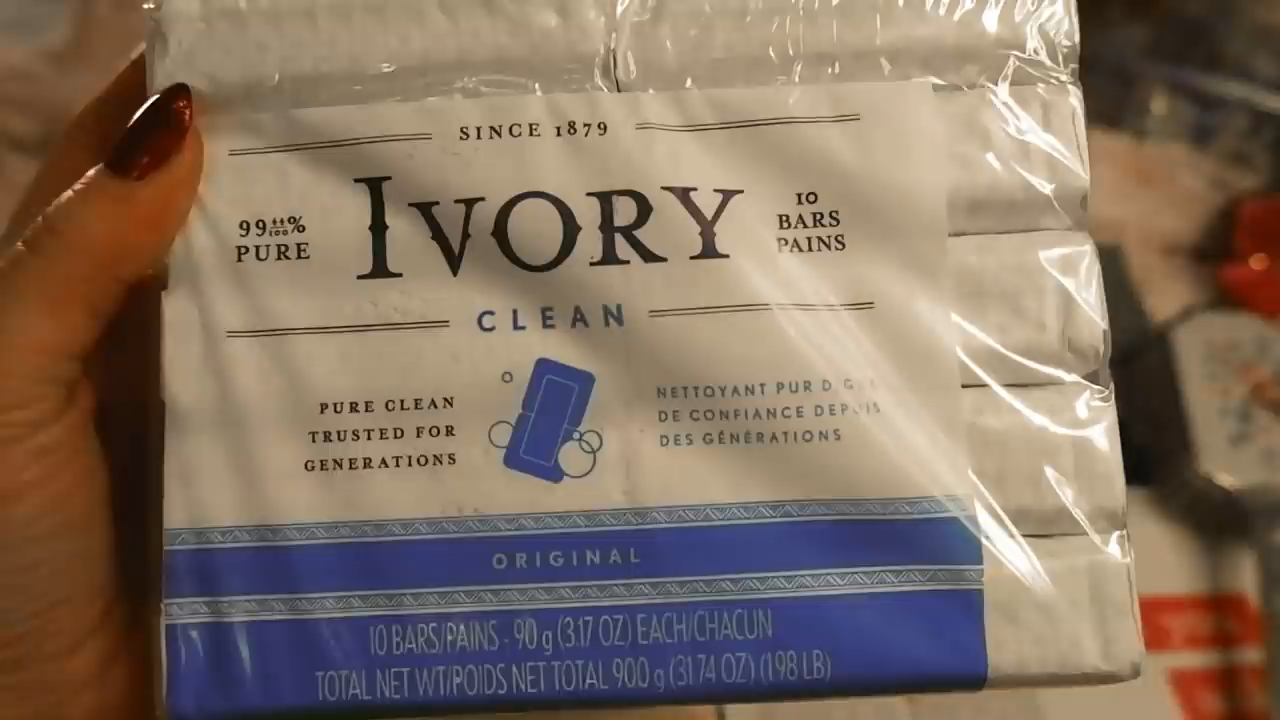 SINCE 1879
99 44/100% PURE
IVORY
10 BARS PAINS
CLEAN
PURE CLEAN
TRUSTED FOR
GENERATIONS
NETTOYANT PUR
DE CONFIANCE DEPUIS
DES GÉNÉRATIONS
ORIGINAL
10 BARS/PAINS - 90 g (3.17 OZ) EACH/CHACUN
TOTAL NET WT/POIDS NET TOTAL 900 g (31.74 OZ) (1.98 LB)